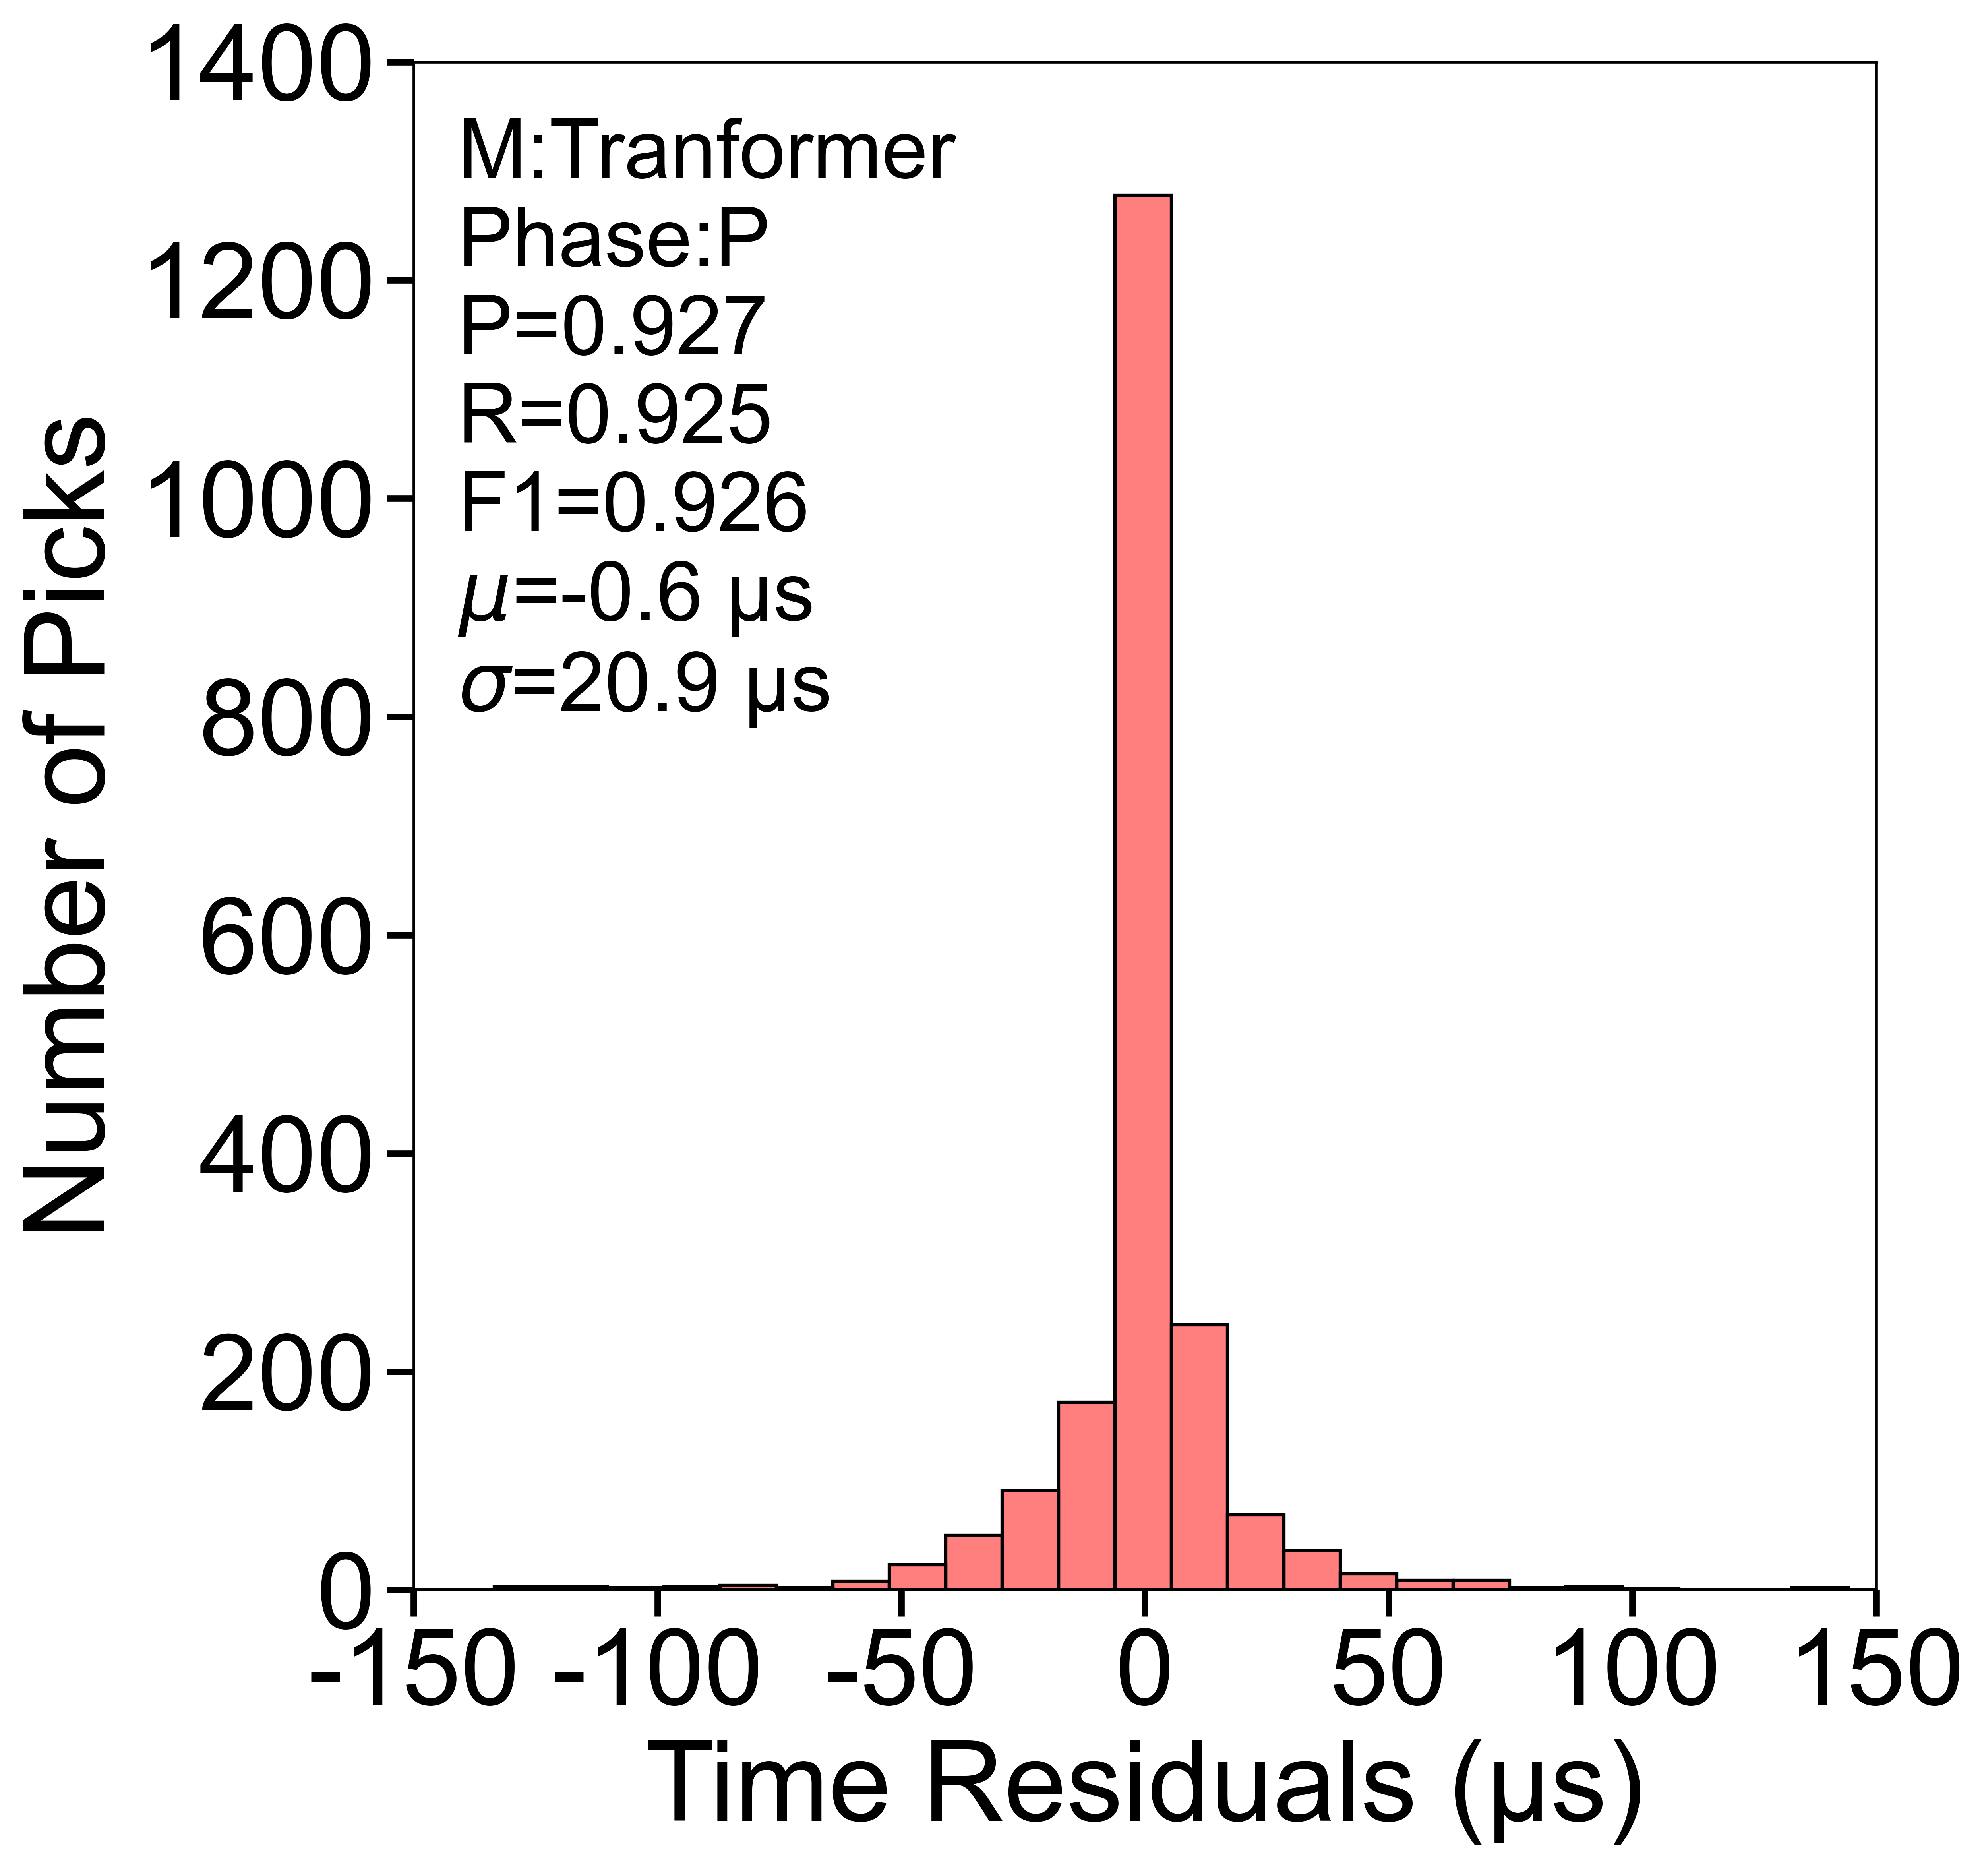 1400
1200
1000
800
600
400
200
0
Number of Picks
M:Tranformer
Phase:P
P=0.927
R=0.925
F1=0.926
μ=-0.6 μs
σ=20.9 μs
-150 -100 -50 0 50 100 150
Time Residuals (μs)